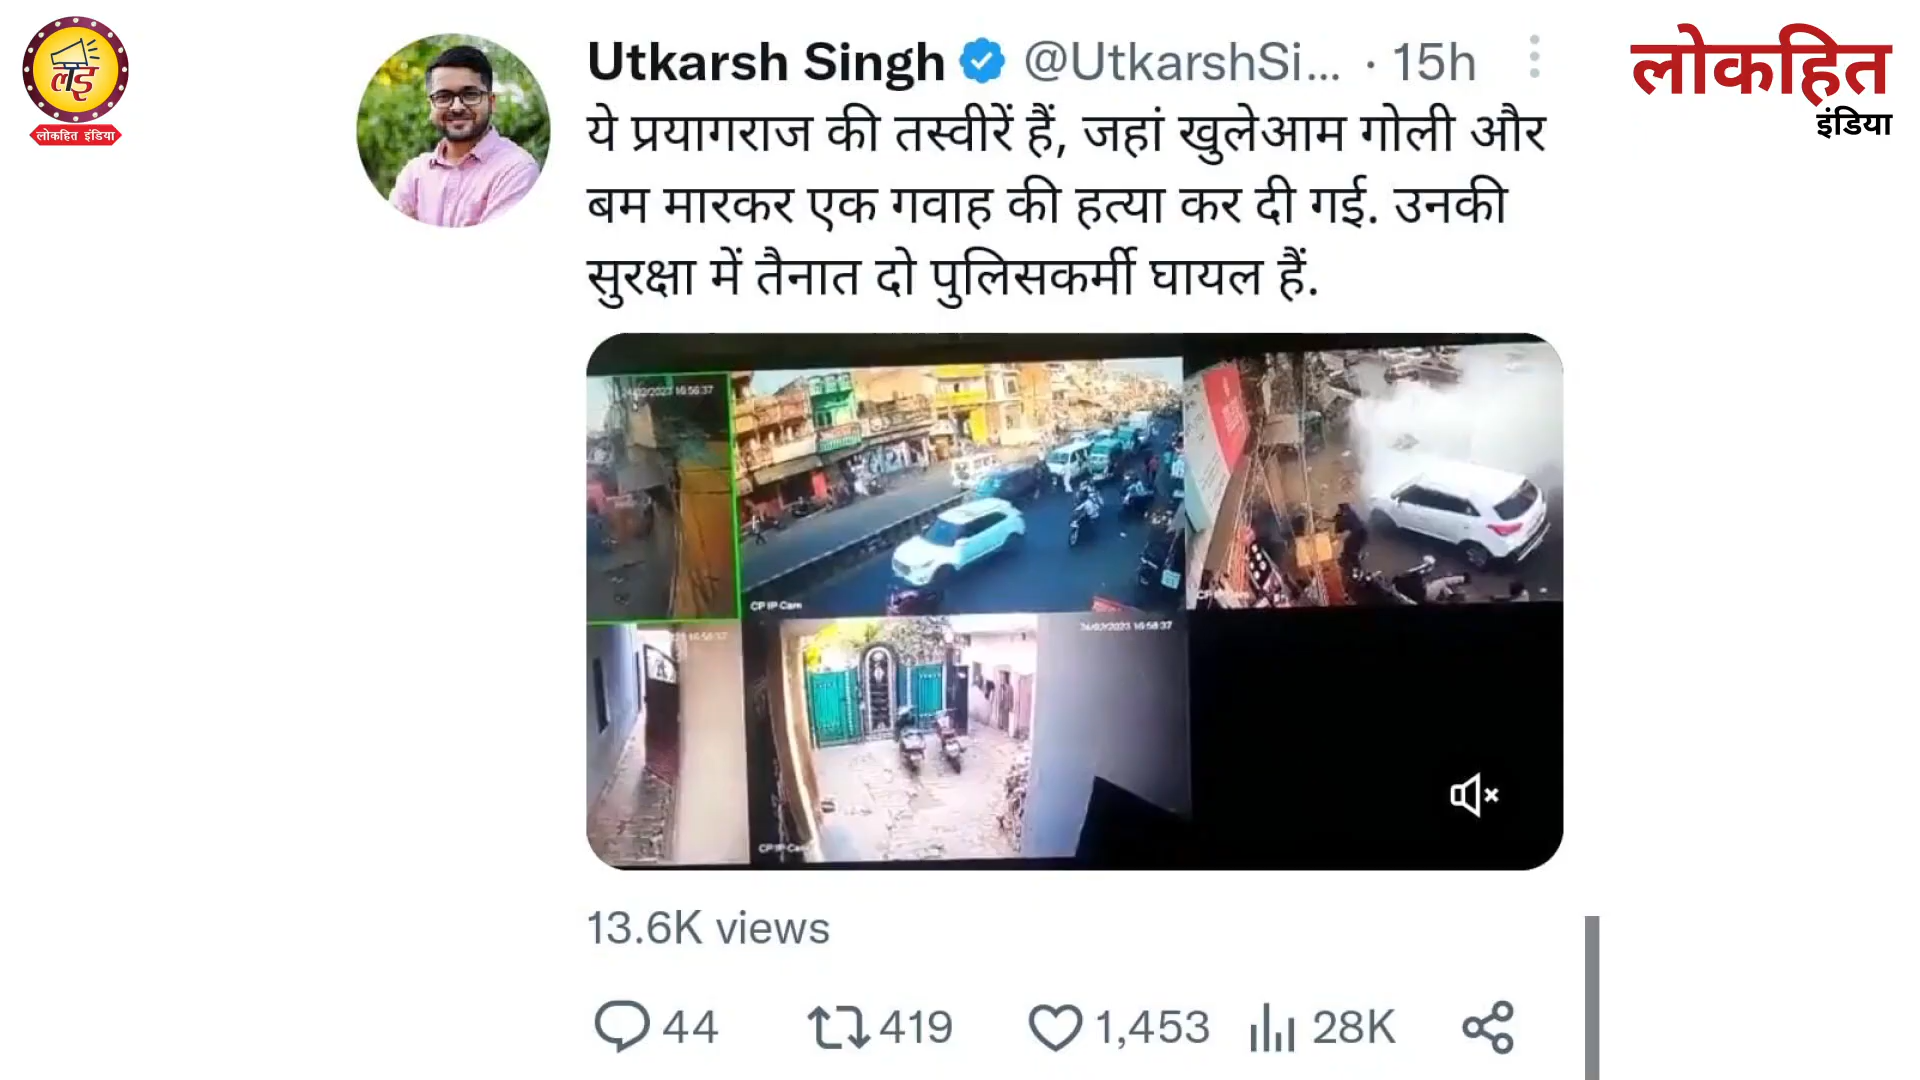 लोकहित इंडिया
लोकहित
इंडिया
Utkarsh Singh @UtkarshSi... · 15h
ये प्रयागराज की तस्वीरें हैं, जहां खुलेआम गोली और
बम मारकर एक गवाह की हत्या कर दी गई. उनकी
सुरक्षा में तैनात दो पुलिसकर्मी घायल हैं.
CP IP Cam
13.6K views
44 419 1,453 28K